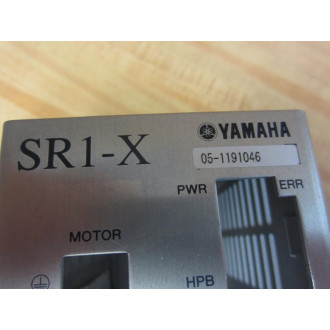 YAMAHA
SR1-X
05-1191046
PWR ERR
MOTOR
HPB